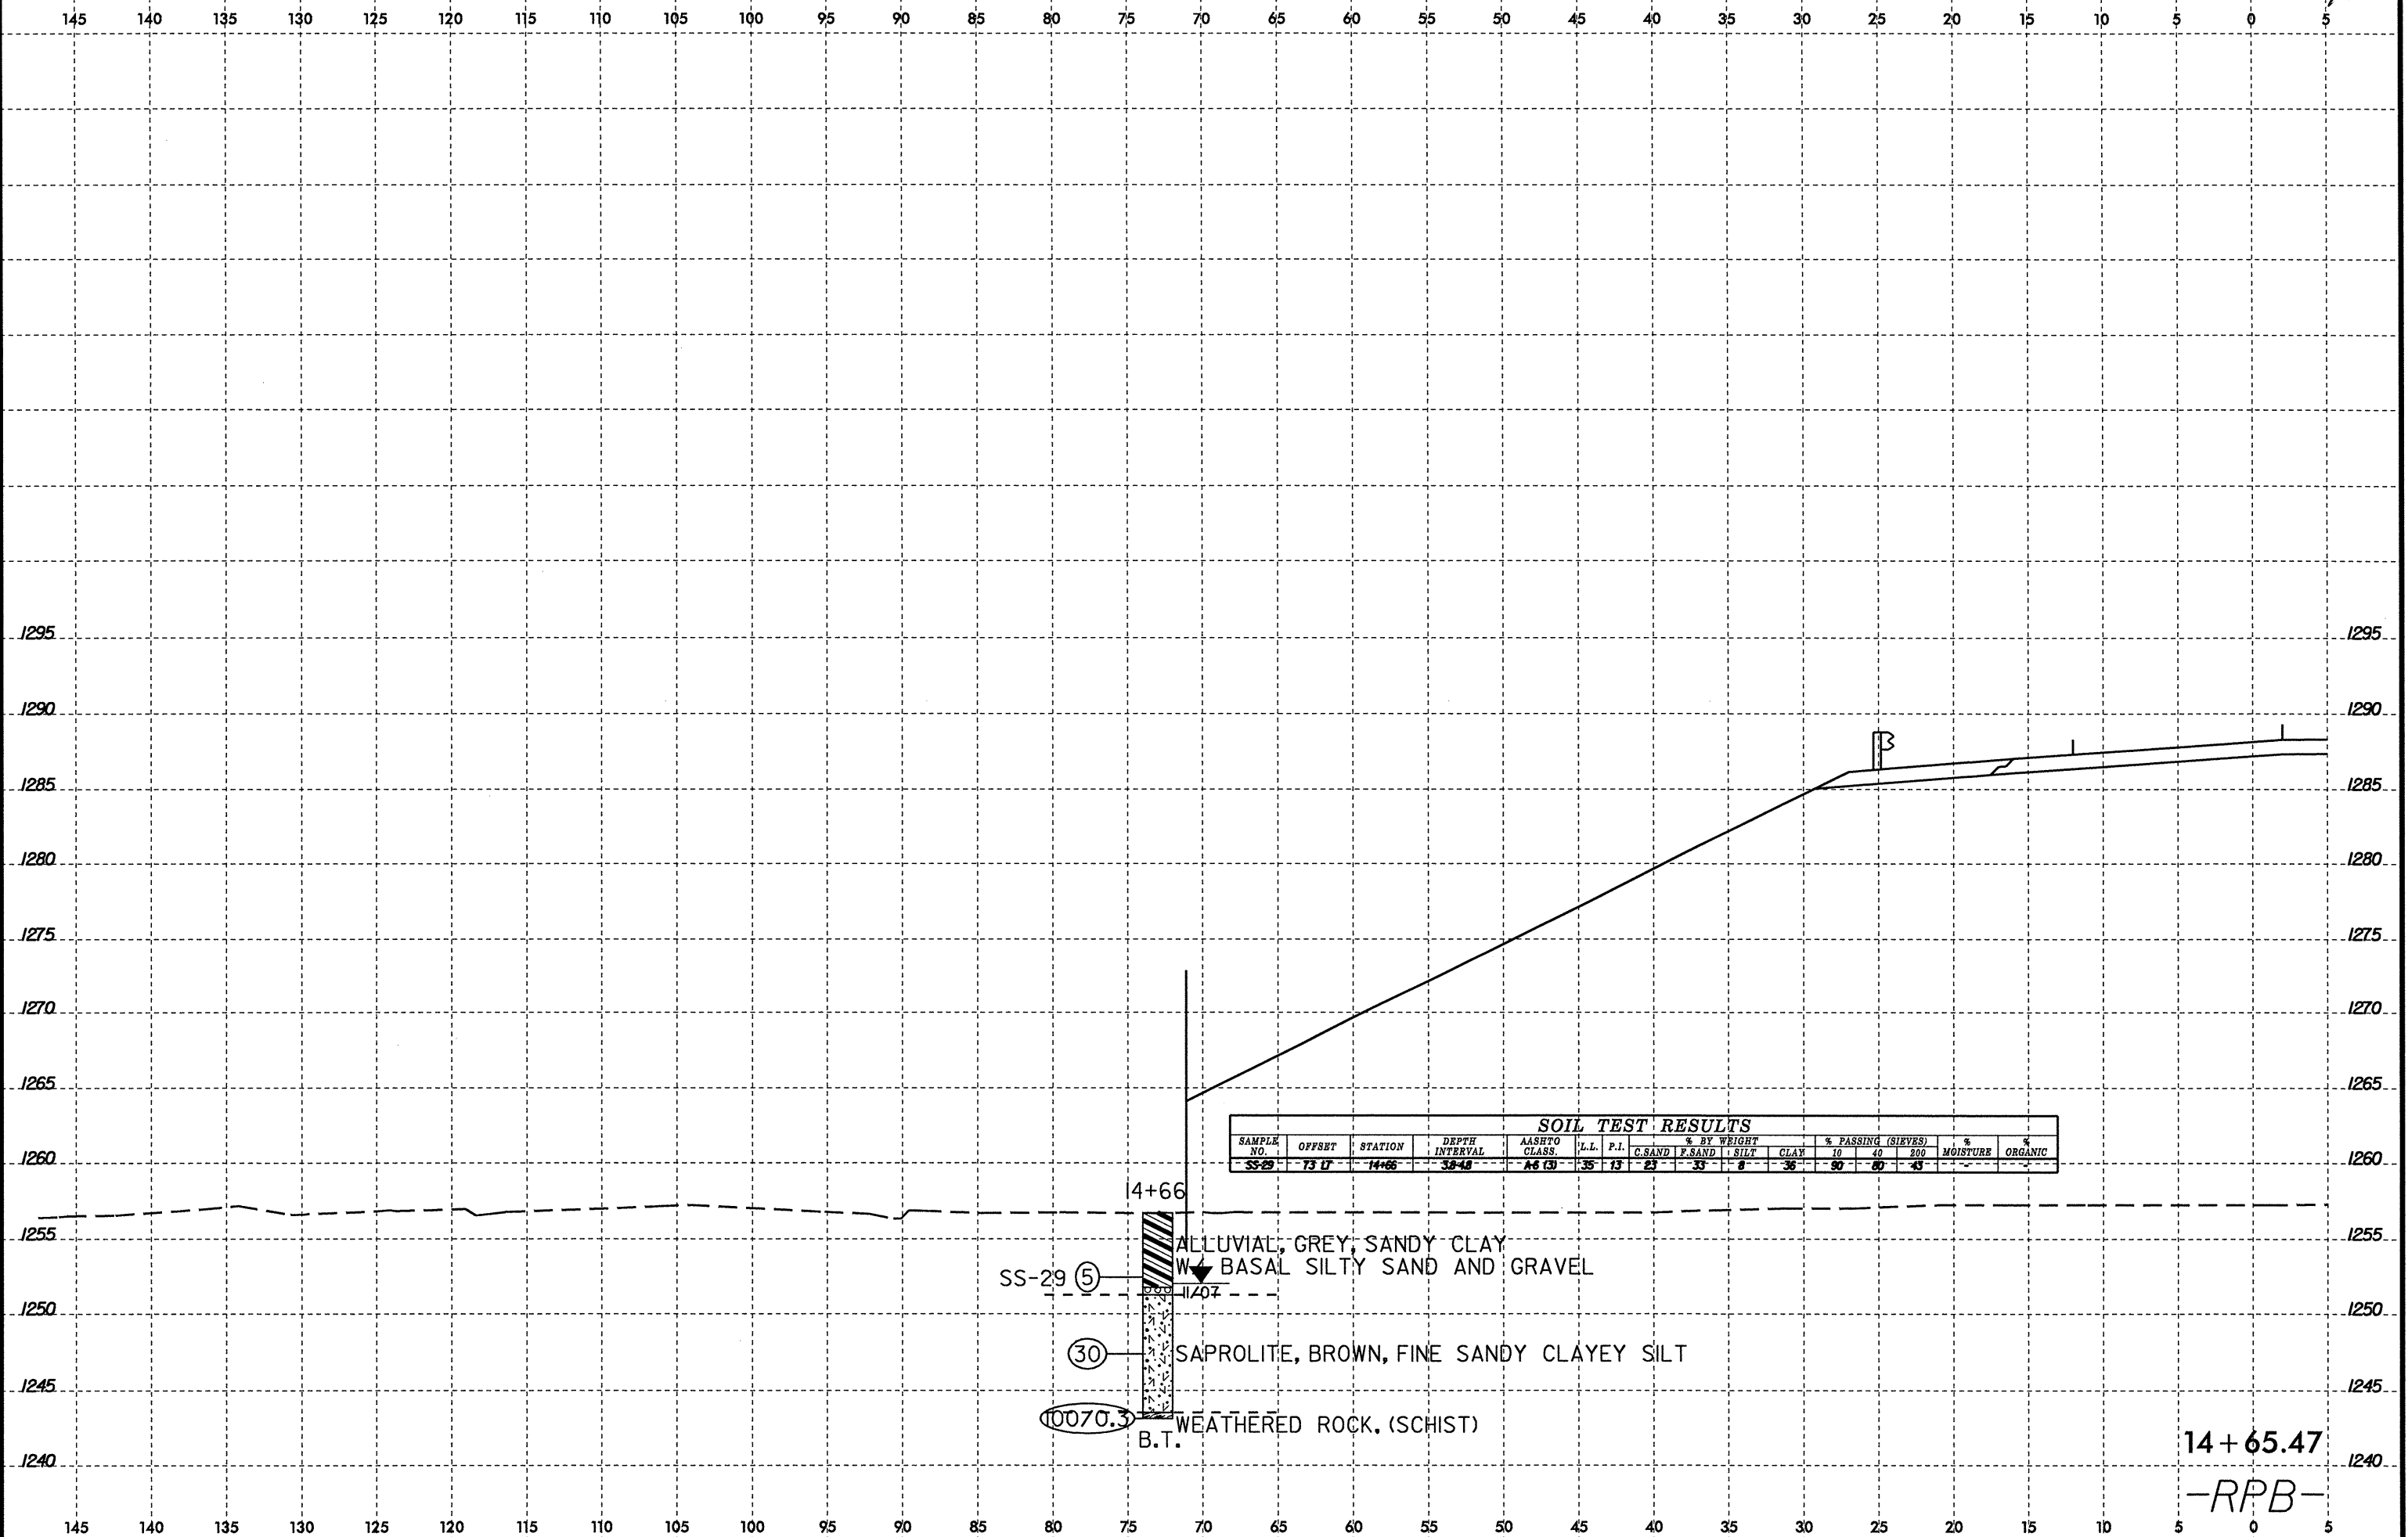 145 140 135 130 125 120 115 110 105 100 95 90 85 80 75 70 65 60 55 50 45 40 35 30 25 20 15 10 5 0 5
1295 1295
1290 1290
1285 1285
1280 1280
1275 1275
1270 1270
1265 1265
SOIL TEST RESULTS
SAMPLE NO. OFFSET STATION DEPTH INTERVAL AASHTO CLASS. L.L. P.I. % BY WEIGHT C.SAND F.SAND SILT CLAY % PASSING (SIEVES) 10 40 200 % MOISTURE % ORGANIC
SS-29 73 LT 14+66 3.8-4.8 A-6 (3) 35 13 23 33 8 36 90 80 43 - -
1260 1260
14+66
1255 1255
ALLUVIAL, GREY, SANDY CLAY
W/ BASAL SILTY SAND AND GRAVEL
SS-29 5
11/07
1250 1250
30 SAPROLITE, BROWN, FINE SANDY CLAYEY SILT
1245 1245
100/0.3 WEATHERED ROCK. (SCHIST)
B.T.
14+65.47
1240 1240
-RPB-
145 140 135 130 125 120 115 110 105 100 95 90 85 80 75 70 65 60 55 50 45 40 35 30 25 20 15 10 5 0 5